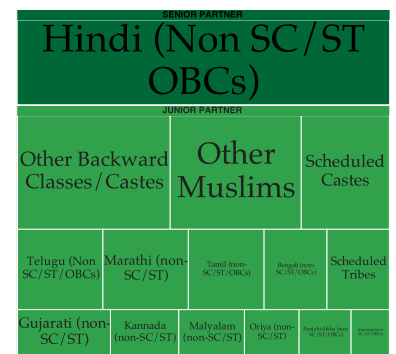 SENIOR PARTNER
Hindi (Non SC/ST
OBCs)
JUNIOR PARTNER
Other Backward
Classes/Castes
Other
Muslims
Scheduled
Castes
Telugu (Non
SC/ST/OBCs)
Marathi (non-
SC/ST)
Tamil (non-
SC/ST/OBCs)
Bengali (non-
SC/ST/OBCs)
Scheduled
Tribes
Gujarati (non-
SC/ST)
Kannada
(non-SC/ST)
Malyalam
(non-SC/ST)
Oriya (non-
SC/ST)
Punjabi-Sikhs (non-
SC/ST/OBCs)